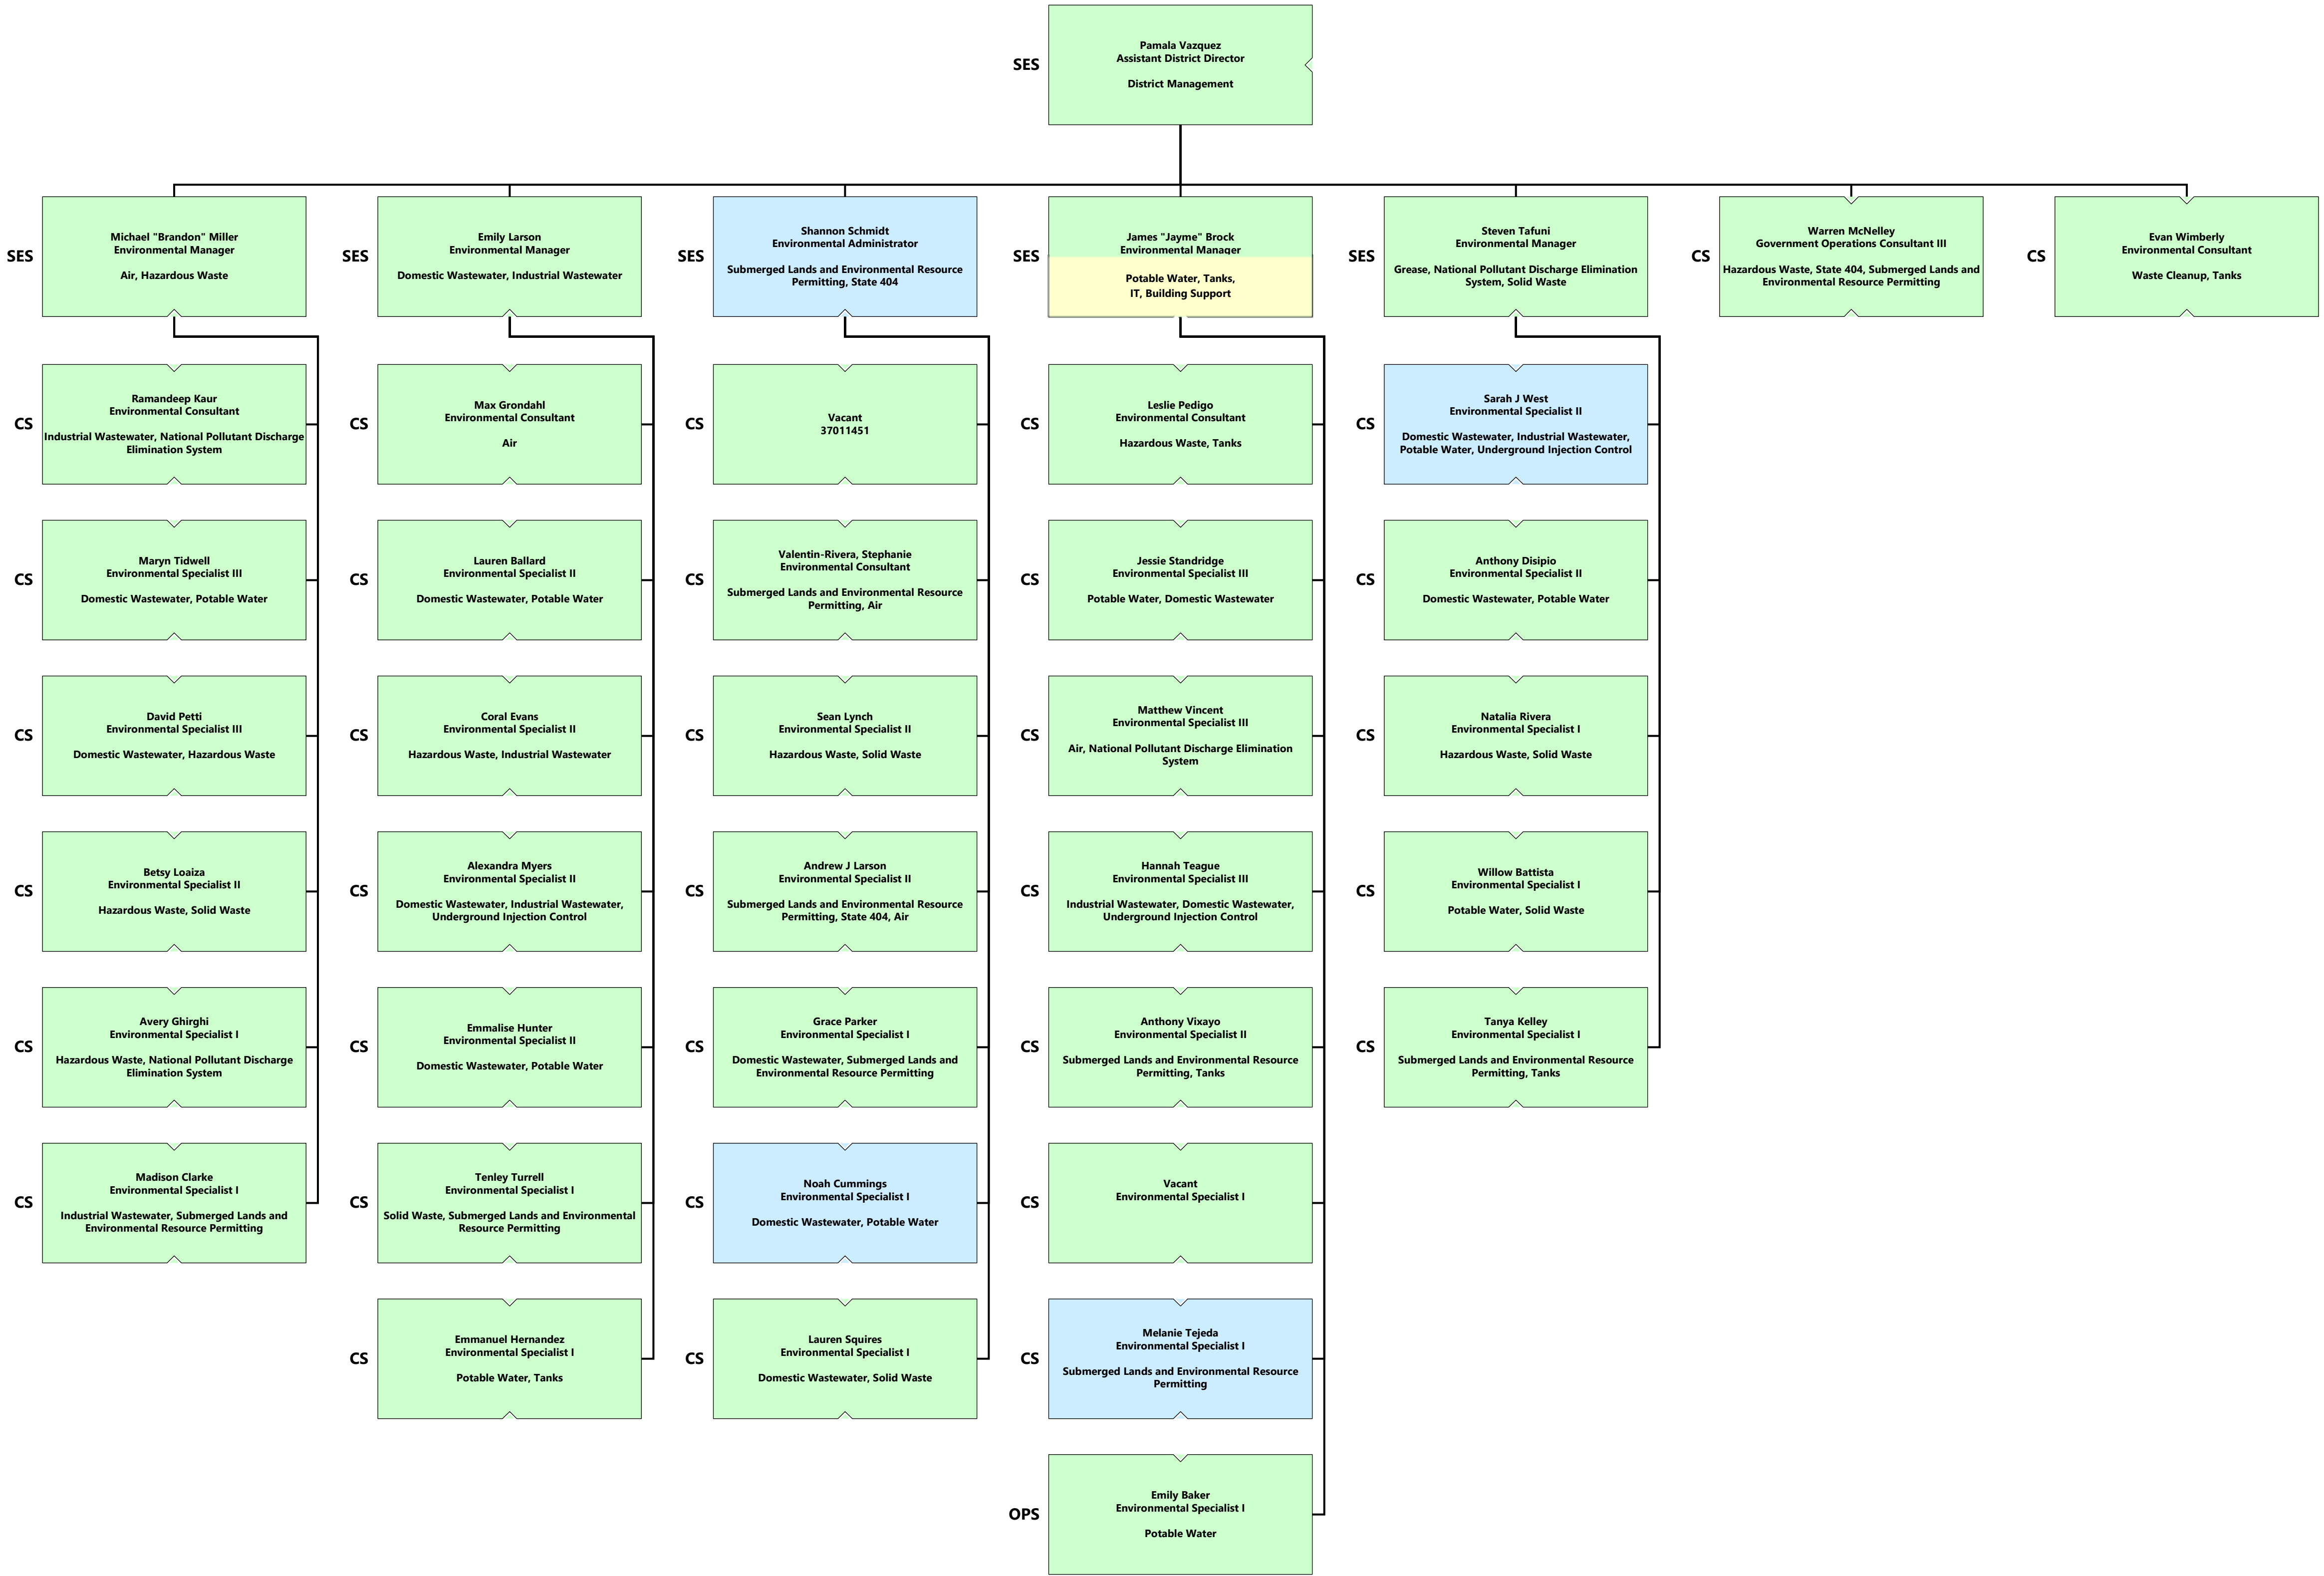 SES
Pamala Vazquez
Assistant District Director
District Management
SES
Michael "Brandon" Miller
Environmental Manager
Air, Hazardous Waste
SES
Emily Larson
Environmental Manager
Domestic Wastewater, Industrial Wastewater
SES
Shannon Schmidt
Environmental Administrator
Submerged Lands and Environmental Resource
Permitting, State 404
SES
James "Jayme" Brock
Environmental Manager
Potable Water, Tanks,
IT, Building Support
SES
Steven Tafuni
Environmental Manager
Grease, National Pollutant Discharge Elimination
System, Solid Waste
CS
Warren McNelley
Government Operations Consultant III
Hazardous Waste, State 404, Submerged Lands and
Environmental Resource Permitting
CS
Evan Wimberly
Environmental Consultant
Waste Cleanup, Tanks
CS
Ramandeep Kaur
Environmental Consultant
Industrial Wastewater, National Pollutant Discharge
Elimination System
CS
Max Grondahl
Environmental Consultant
Air
CS
Vacant
37011451
CS
Leslie Pedigo
Environmental Consultant
Hazardous Waste, Tanks
CS
Sarah J West
Environmental Specialist II
Domestic Wastewater, Industrial Wastewater,
Potable Water, Underground Injection Control
CS
Maryn Tidwell
Environmental Specialist III
Domestic Wastewater, Potable Water
CS
Lauren Ballard
Environmental Specialist II
Domestic Wastewater, Potable Water
CS
Valentin-Rivera, Stephanie
Environmental Consultant
Submerged Lands and Environmental Resource
Permitting, Air
CS
Jessie Standridge
Environmental Specialist III
Potable Water, Domestic Wastewater
CS
Anthony Disipio
Environmental Specialist II
Domestic Wastewater, Potable Water
CS
David Petti
Environmental Specialist III
Domestic Wastewater, Hazardous Waste
CS
Coral Evans
Environmental Specialist II
Hazardous Waste, Industrial Wastewater
CS
Sean Lynch
Environmental Specialist II
Hazardous Waste, Solid Waste
CS
Matthew Vincent
Environmental Specialist III
Air, National Pollutant Discharge Elimination
System
CS
Natalia Rivera
Environmental Specialist I
Hazardous Waste, Solid Waste
CS
Betsy Loaiza
Environmental Specialist II
Hazardous Waste, Solid Waste
CS
Alexandra Myers
Environmental Specialist II
Domestic Wastewater, Industrial Wastewater,
Underground Injection Control
CS
Andrew J Larson
Environmental Specialist II
Submerged Lands and Environmental Resource
Permitting, State 404, Air
CS
Hannah Teague
Environmental Specialist III
Industrial Wastewater, Domestic Wastewater,
Underground Injection Control
CS
Willow Battista
Environmental Specialist I
Potable Water, Solid Waste
CS
Avery Ghirghi
Environmental Specialist I
Hazardous Waste, National Pollutant Discharge
Elimination System
CS
Emmalise Hunter
Environmental Specialist II
Domestic Wastewater, Potable Water
CS
Grace Parker
Environmental Specialist I
Domestic Wastewater, Submerged Lands and
Environmental Resource Permitting
CS
Anthony Vixayo
Environmental Specialist II
Submerged Lands and Environmental Resource
Permitting, Tanks
CS
Tanya Kelley
Environmental Specialist I
Submerged Lands and Environmental Resource
Permitting, Tanks
CS
Madison Clarke
Environmental Specialist I
Industrial Wastewater, Submerged Lands and
Environmental Resource Permitting
CS
Tenley Turrell
Environmental Specialist I
Solid Waste, Submerged Lands and Environmental
Resource Permitting
CS
Noah Cummings
Environmental Specialist I
Domestic Wastewater, Potable Water
CS
Vacant
Environmental Specialist I
CS
Emmanuel Hernandez
Environmental Specialist I
Potable Water, Tanks
CS
Lauren Squires
Environmental Specialist I
Domestic Wastewater, Solid Waste
CS
Melanie Tejeda
Environmental Specialist I
Submerged Lands and Environmental Resource
Permitting
OPS
Emily Baker
Environmental Specialist I
Potable Water